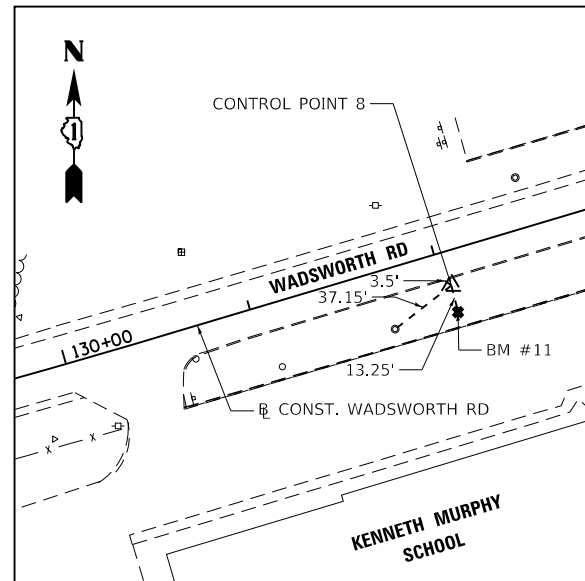 N
1
CONTROL POINT 8
WADSWORTH RD
3.5'
37.15'
130+00
BM #11
13.25'
℄ CONST. WADSWORTH RD
KENNETH MURPHY
SCHOOL